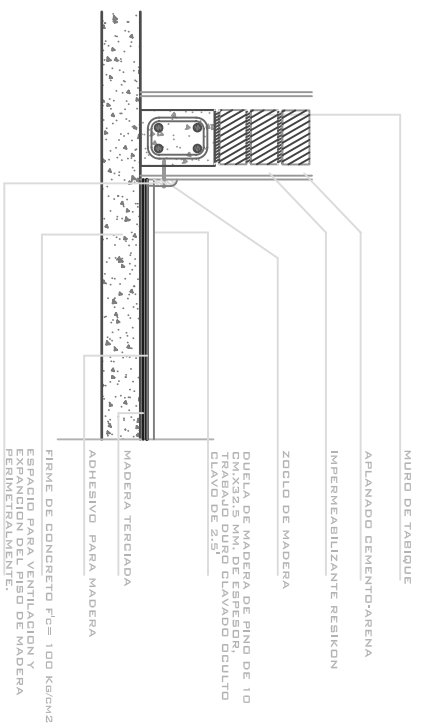 MURO DE TABIQUE
APLANADO CEMENTO-ARENA
IMPERMEABILIZANTE RESIKON
ZOCLO DE MADERA
DUELA DE MADERA DE PINO DE 10
CM.X32.5 MM. DE ESPESOR,
TRABAJO DURO CLAVADO OCULTO
CLAVO DE 2.5"
MADERA TERCIADA
ADHESIVO PARA MADERA
FIRME DE CONCRETO F'c= 100 KG/CM2
ESPACIO PARA VENTILACION Y
EXPANCION DEL PISO DE MADERA
PERIMETRALMENTE.